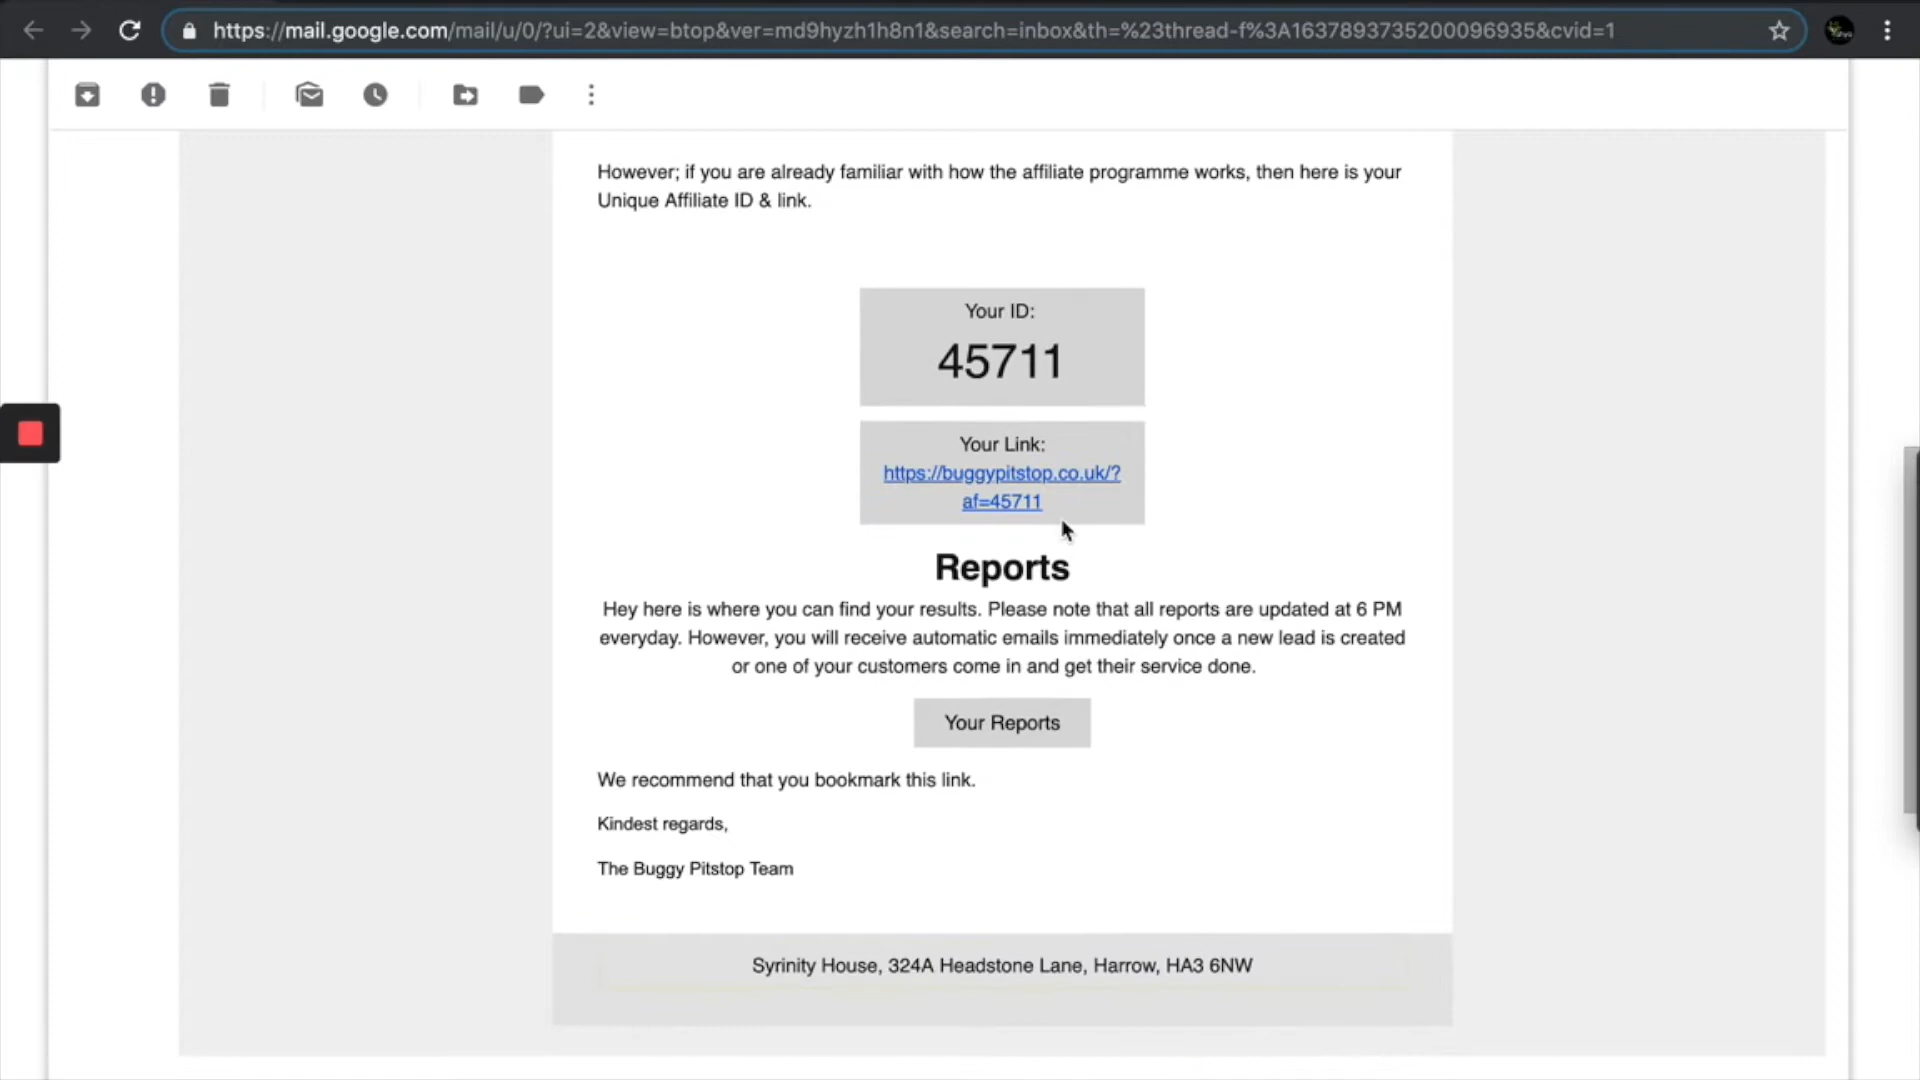 https://mail.google.com/mail/u/0/?ui=2&view=btop&ver=md9hyzh1h8n1&search=inbox&th=%23thread-f%3A1637893735200096935&cvid=1
However; if you are already familiar with how the affiliate programme works, then here is your
Unique Affiliate ID & link.
Your ID:
45711
Your Link:
https://buggypitstop.co.uk/?
af=45711
Reports
Hey here is where you can find your results. Please note that all reports are updated at 6 PM
everyday. However, you will receive automatic emails immediately once a new lead is created
or one of your customers come in and get their service done.
Your Reports
We recommend that you bookmark this link.
Kindest regards,
The Buggy Pitstop Team
Syrinity House, 324A Headstone Lane, Harrow, HA3 6NW